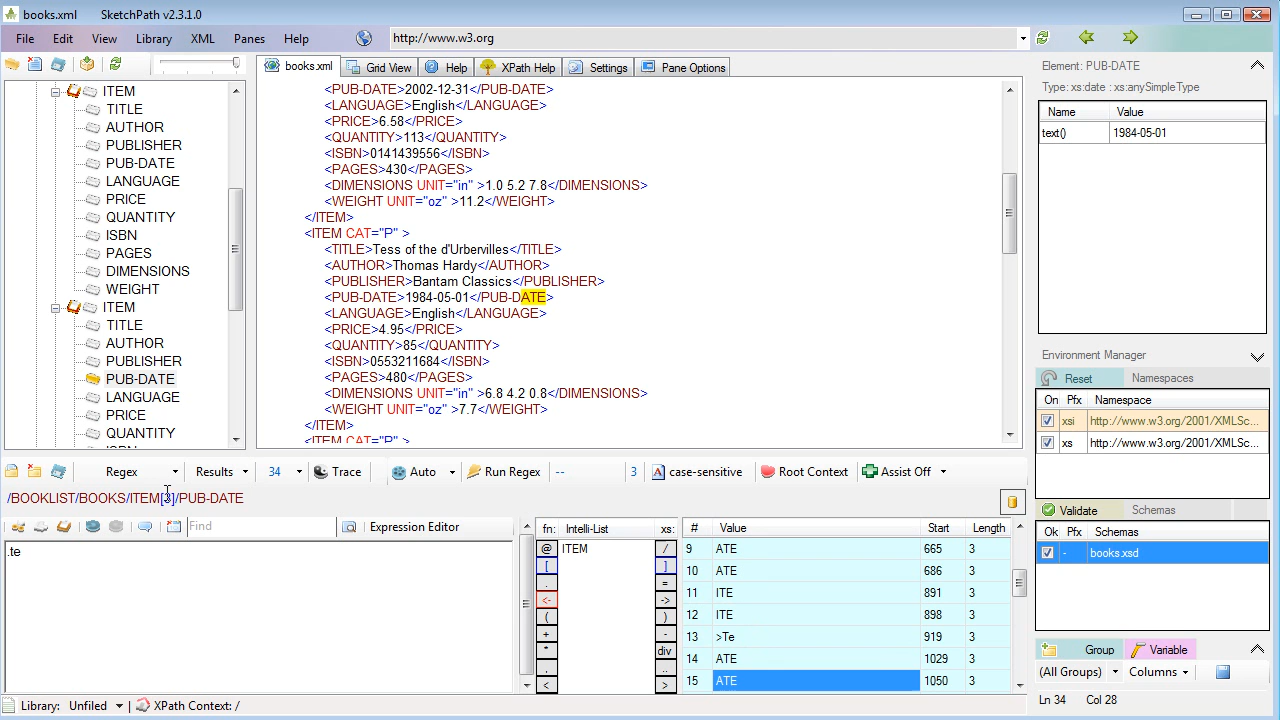 books.xml SketchPath v2.3.1.0
File Edit View Library XML Panes Help http://www.w3.org
books.xml Grid View Help XPath Help Settings Pane Options
ITEM
TITLE
AUTHOR
PUBLISHER
PUB-DATE
LANGUAGE
PRICE
QUANTITY
ISBN
PAGES
DIMENSIONS
WEIGHT
ITEM
TITLE
AUTHOR
PUBLISHER
PUB-DATE
LANGUAGE
PRICE
QUANTITY
<PUB-DATE>2002-12-31</PUB-DATE>
<LANGUAGE>English</LANGUAGE>
<PRICE>6.58</PRICE>
<QUANTITY>113</QUANTITY>
<ISBN>0141439556</ISBN>
<PAGES>430</PAGES>
<DIMENSIONS UNIT="in" >1.0 5.2 7.8</DIMENSIONS>
<WEIGHT UNIT="oz" >11.2</WEIGHT>
</ITEM>
<ITEM CAT="P" >
<TITLE>Tess of the d'Urbervilles</TITLE>
<AUTHOR>Thomas Hardy</AUTHOR>
<PUBLISHER>Bantam Classics</PUBLISHER>
<PUB-DATE>1984-05-01</PUB-DATE>
<LANGUAGE>English</LANGUAGE>
<PRICE>4.95</PRICE>
<QUANTITY>85</QUANTITY>
<ISBN>0553211684</ISBN>
<PAGES>480</PAGES>
<DIMENSIONS UNIT="in" >6.8 4.2 0.8</DIMENSIONS>
<WEIGHT UNIT="oz" >7.7</WEIGHT>
</ITEM>
<ITEM CAT="P" >
Element: PUB-DATE
Type: xs:date : xs:anySimpleType
Name Value
text() 1984-05-01
Environment Manager
Reset Namespaces
On Pfx Namespace
xsi http://www.w3.org/2001/XMLSc...
xs http://www.w3.org/2001/XMLSc...
Validate Schemas
Ok Pfx Schemas
- books.xsd
Group Variable
(All Groups) Columns
Ln 34 Col 28
Regex Results 34 Trace Auto Run Regex -- 3 case-sensitive Root Context Assist Off
/BOOKLIST/BOOKS/ITEM[3]/PUB-DATE
Find Expression Editor
.te
fn: Intelli-List xs:
@ ITEM /
[ ]
. =
<- ->
( )
+ -
* div
, ..
< >
# Value Start Length
9 ATE 665 3
10 ATE 686 3
11 ITE 891 3
12 ITE 898 3
13 >Te 919 3
14 ATE 1029 3
15 ATE 1050 3
Library: Unfiled XPath Context: /